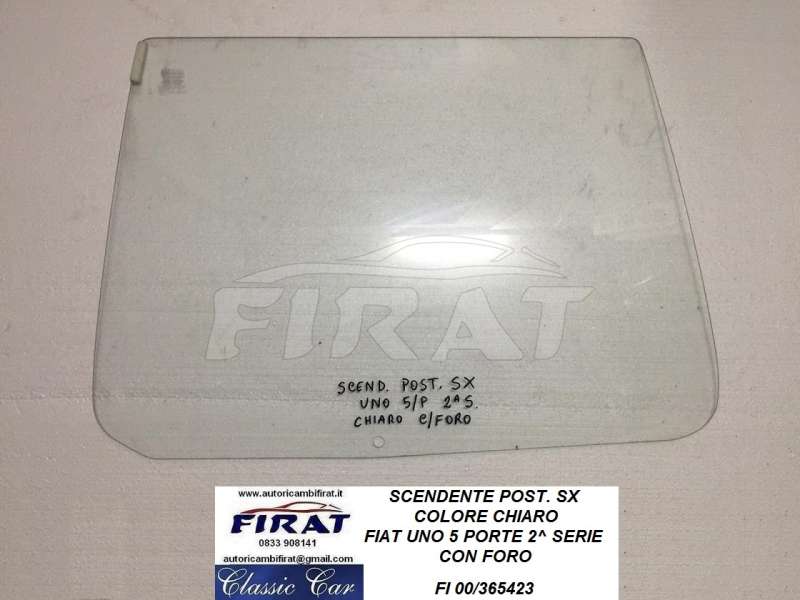 FIRAT
SCEND. POST. SX
UNO 5/P 2^S.
CHIARO C/FORO
www.autoricambifirat.it
FIRAT
0833 908141
autoricambifirat@gmail.com
Classic Car
SCENDENTE POST. SX
COLORE CHIARO
FIAT UNO 5 PORTE 2^ SERIE
CON FORO
FI 00/365423